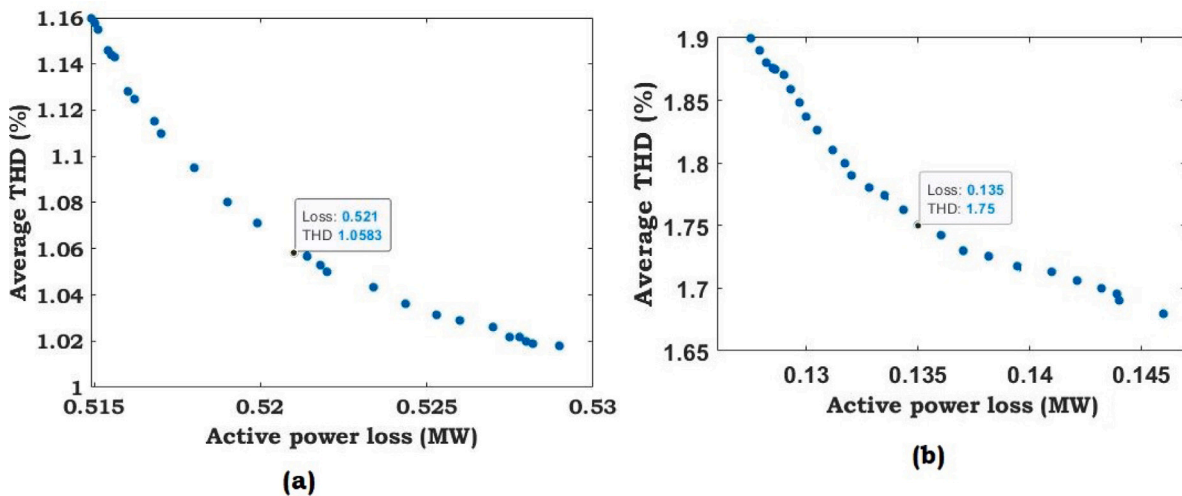 1.16
1.14
1.12
1.1
1.08
1.06
1.04
1.02
1
Average THD (%)
Loss: 0.521
THD 1.0583
0.515
0.52
0.525
0.53
Active power loss (MW)
(a)
1.9
1.85
1.8
1.75
1.7
1.65
Average THD (%)
Loss: 0.135
THD: 1.75
0.13
0.135
0.14
0.145
Active power loss (MW)
(b)